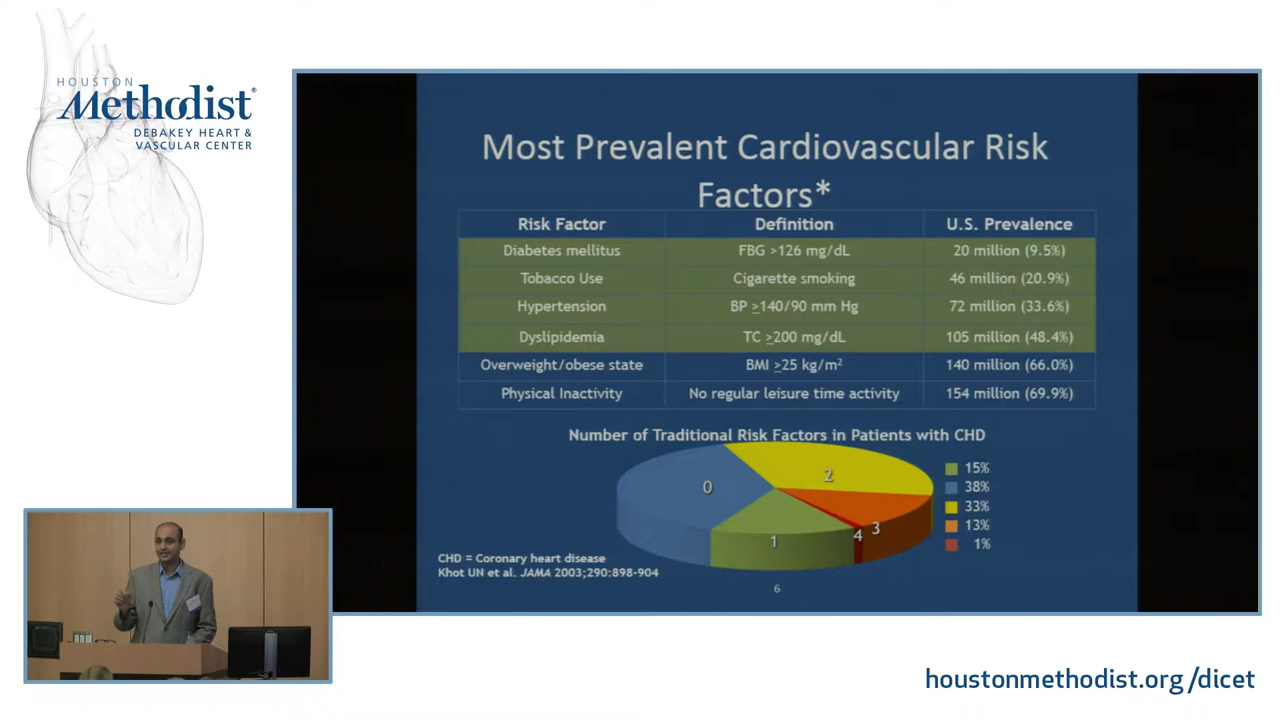 HOUSTON
Methodist®
DEBAKEY HEART &
VASCULAR CENTER
Most Prevalent Cardiovascular Risk
Factors*
Risk Factor Definition U.S. Prevalence
Diabetes mellitus FBG >126 mg/dL 20 million (9.5%)
Tobacco Use Cigarette smoking 46 million (20.9%)
Hypertension BP ≥140/90 mm Hg 72 million (33.6%)
Dyslipidemia TC ≥200 mg/dL 105 million (48.4%)
Overweight/obese state BMI ≥25 kg/m² 140 million (66.0%)
Physical Inactivity No regular leisure time activity 154 million (69.9%)
Number of Traditional Risk Factors in Patients with CHD
0
2
1
4
3
15%
38%
33%
13%
1%
CHD = Coronary heart disease
Khot UN et al. JAMA 2003;290:898-904
6
houstonmethodist.org/dicet